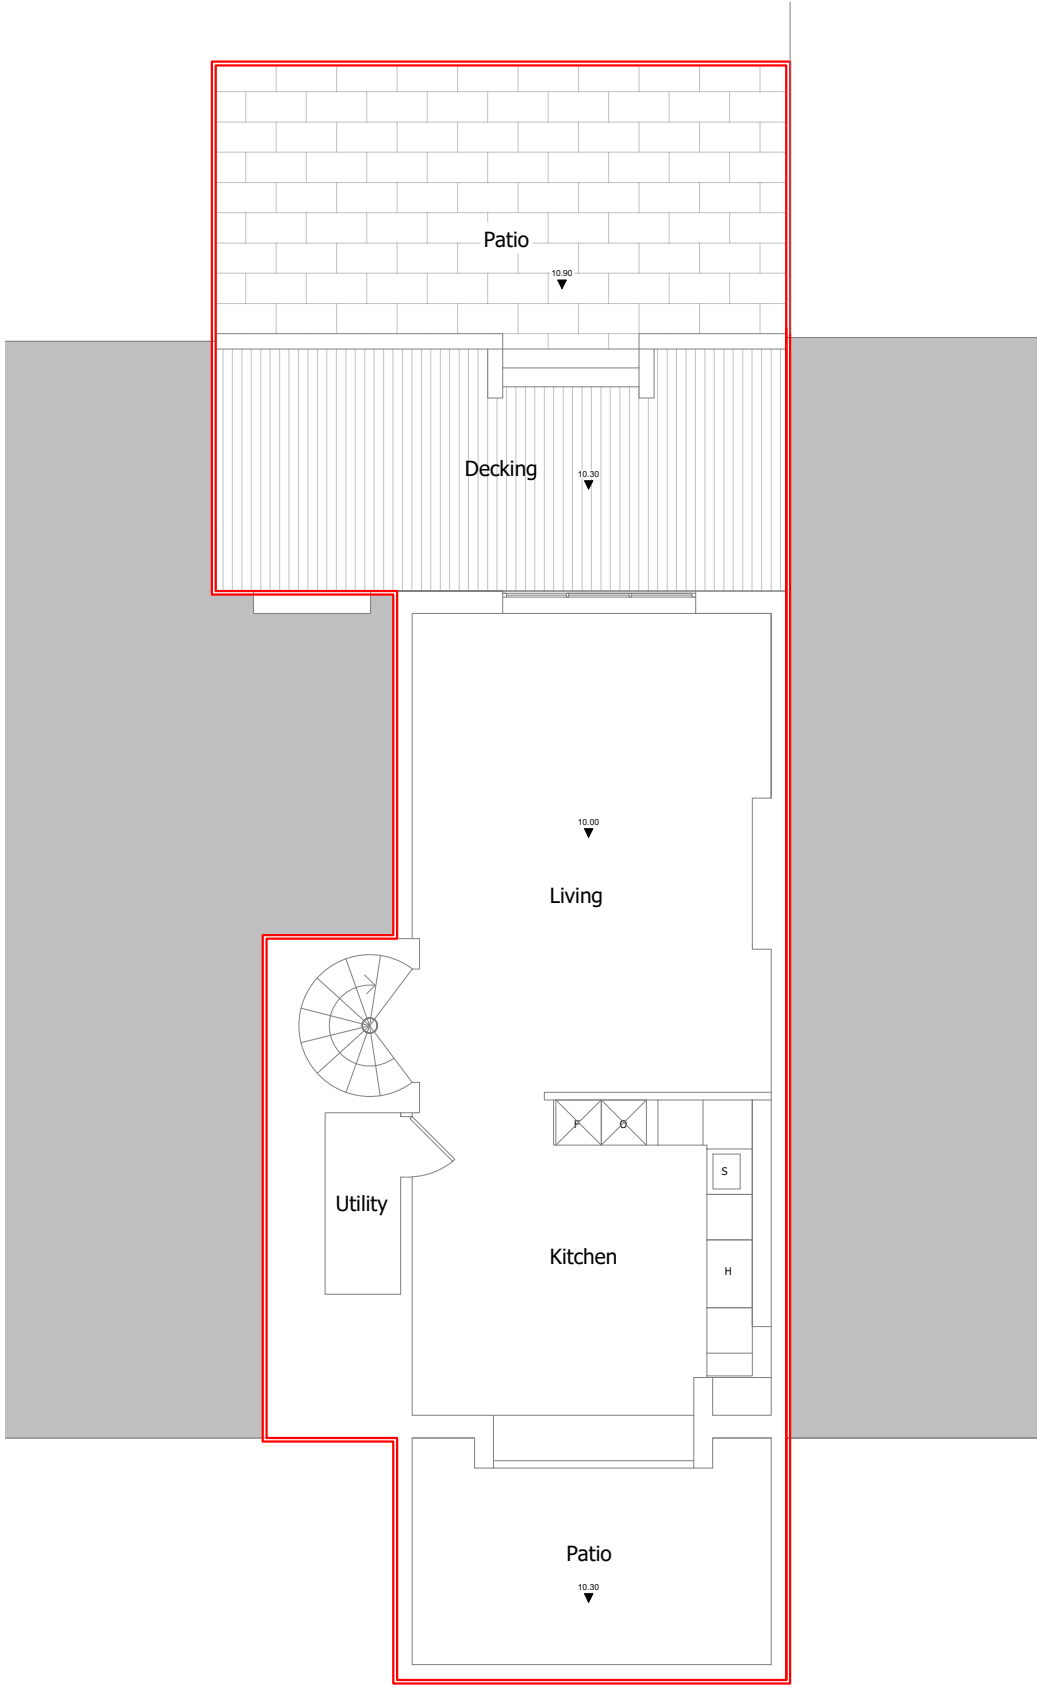 Patio
10.90
Decking
10.30
10.00
Living
F
O
S
Utility
Kitchen
H
Patio
10.30